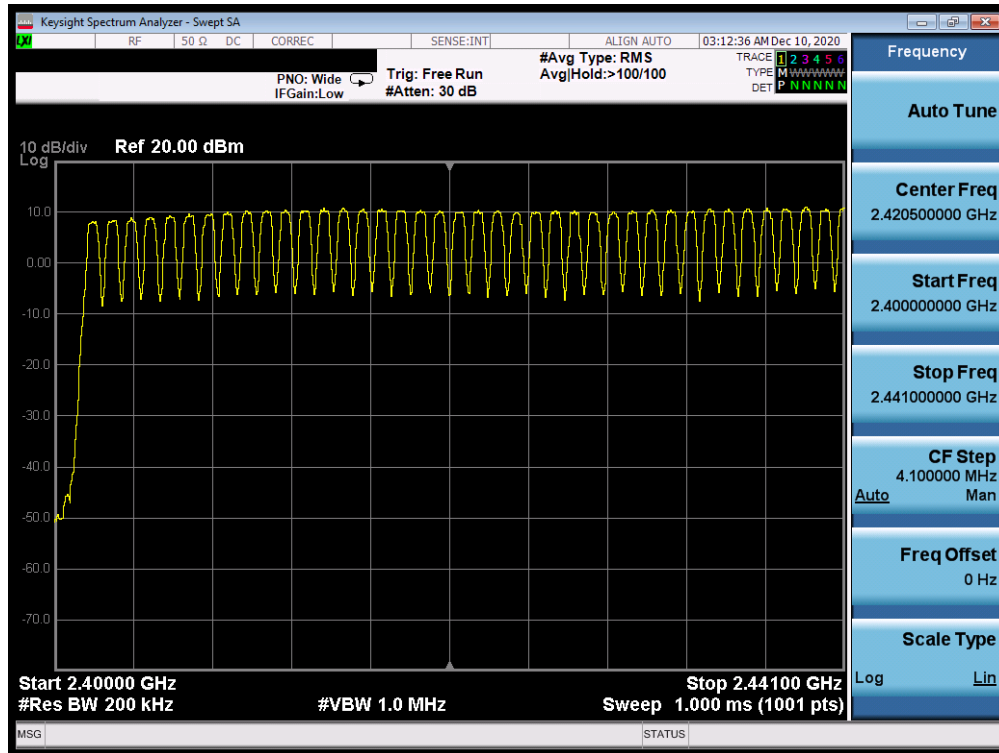 Keysight Spectrum Analyzer - Swept SA
LXI RF 50 Ω DC CORREC SENSE:INT ALIGN AUTO 03:12:36 AM Dec 10, 2020
PNO: Wide
IFGain:Low
Trig: Free Run
#Atten: 30 dB
#Avg Type: RMS
Avg|Hold:>100/100
TRACE 1 2 3 4 5 6
TYPE M WWWWW
DET P N N N N N
10 dB/div
Log
Ref 20.00 dBm
10.0
0.00
-10.0
-20.0
-30.0
-40.0
-50.0
-60.0
-70.0
Start 2.40000 GHz
Stop 2.44100 GHz
#Res BW 200 kHz
#VBW 1.0 MHz
Sweep 1.000 ms (1001 pts)
MSG
STATUS
Frequency
Auto Tune
Center Freq
2.420500000 GHz
Start Freq
2.400000000 GHz
Stop Freq
2.441000000 GHz
CF Step
4.100000 MHz
Auto Man
Freq Offset
0 Hz
Scale Type
Log Lin